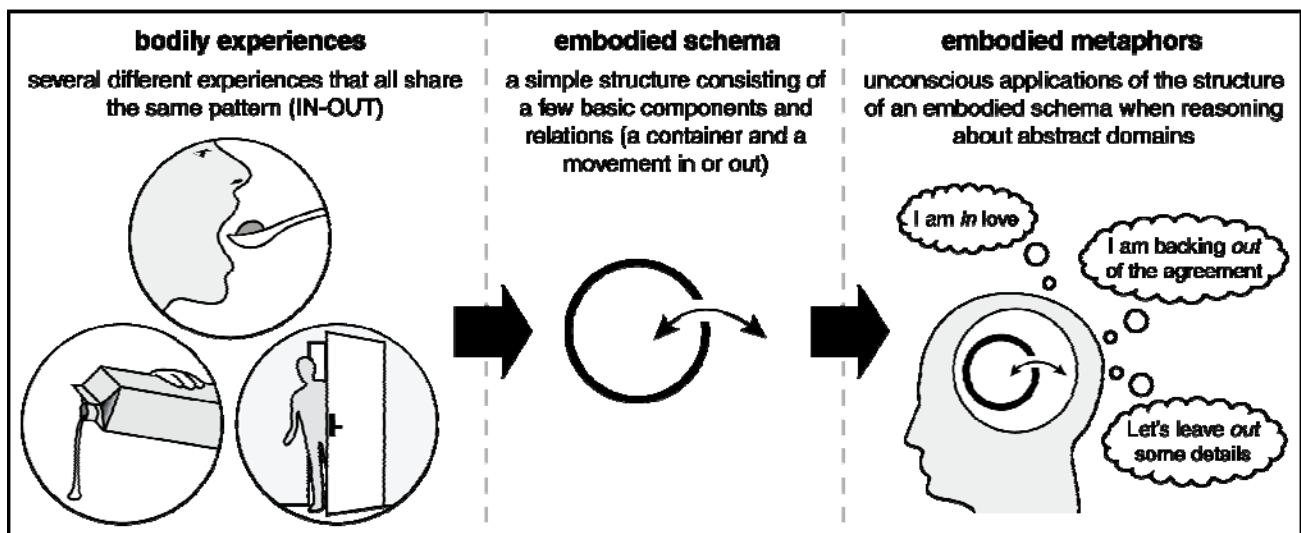 bodily experiences
several different experiences that all share
the same pattern (IN-OUT)
embodied schema
a simple structure consisting of
a few basic components and
relations (a container and a
movement in or out)
embodied metaphors
unconscious applications of the structure
of an embodied schema when reasoning
about abstract domains
I am in love
I am backing out
of the agreement
Let's leave out
some details